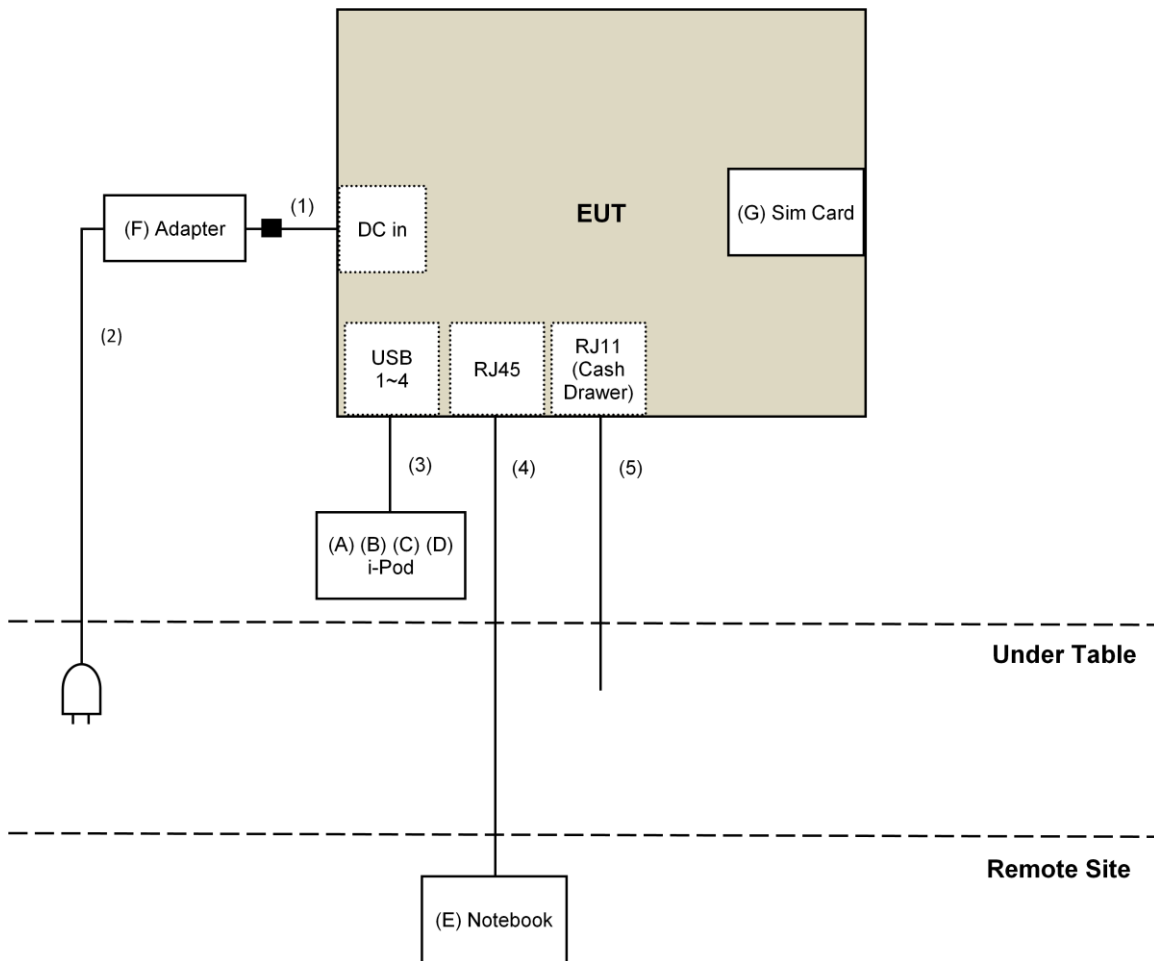 EUT
(G) Sim Card
(1)
(F) Adapter
DC in
(2)
USB
1~4
RJ45
RJ11
(Cash
Drawer)
(3)
(4)
(5)
(A) (B) (C) (D)
i-Pod
Under Table
Remote Site
(E) Notebook